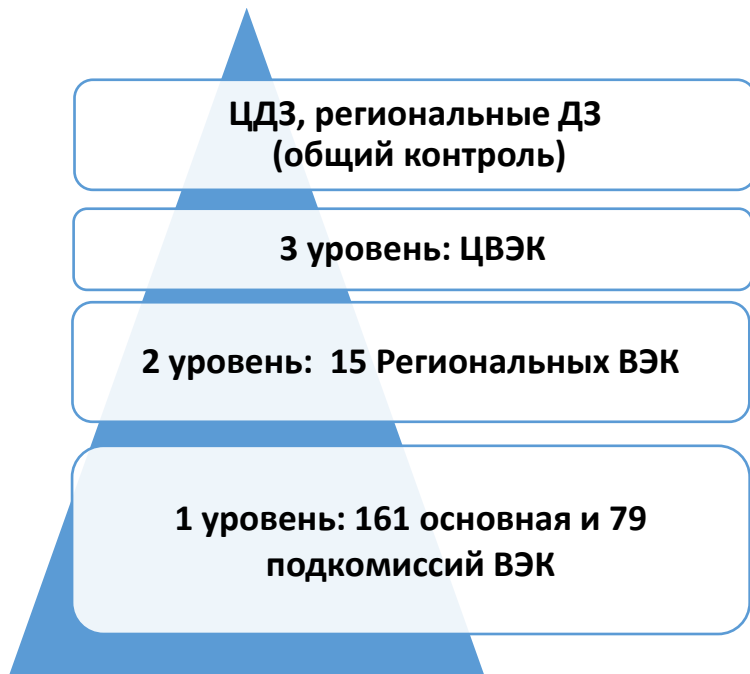 ЦДЗ, региональные ДЗ
(общий контроль)
3 уровень: ЦВЭК
2 уровень: 15 Региональных ВЭК
1 уровень: 161 основная и 79
подкомиссий ВЭК